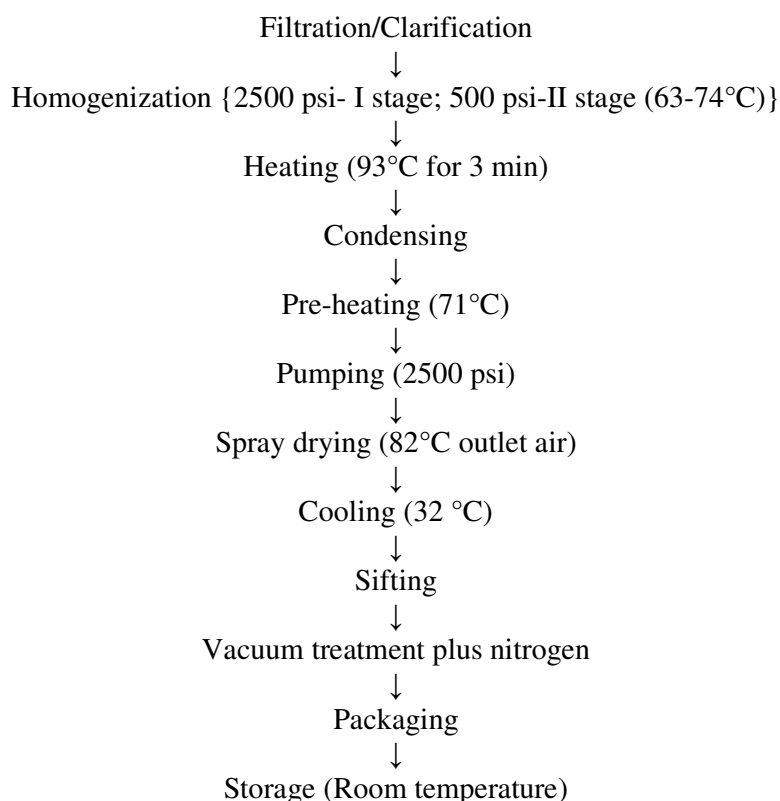 Filtration/Clarification
↓
Homogenization {2500 psi- I stage; 500 psi-II stage (63-74°C)}
↓
Heating (93°C for 3 min)
↓
Condensing
↓
Pre-heating (71°C)
↓
Pumping (2500 psi)
↓
Spray drying (82°C outlet air)
↓
Cooling (32 °C)
↓
Sifting
↓
Vacuum treatment plus nitrogen
↓
Packaging
↓
Storage (Room temperature)